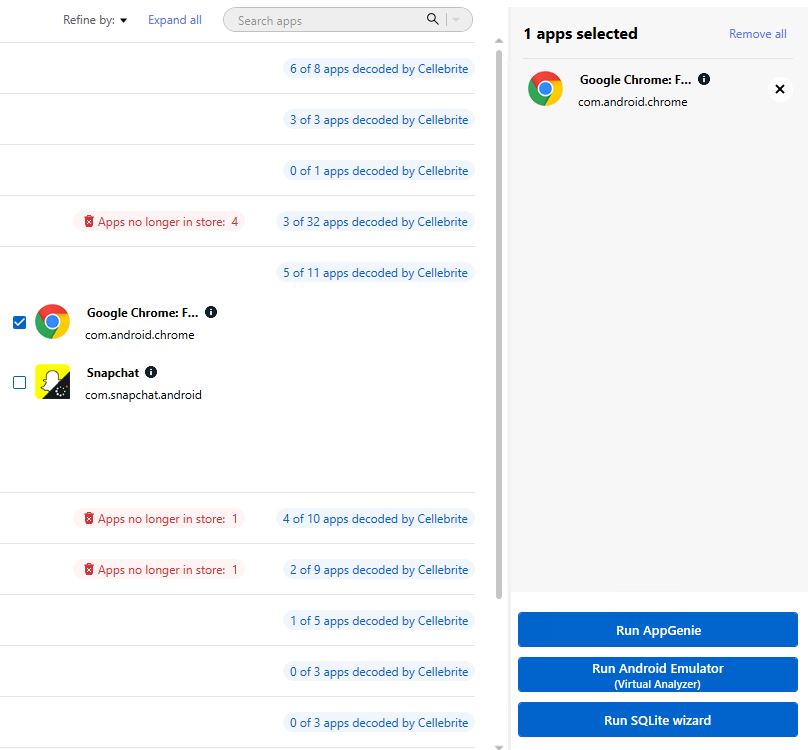 Refine by: Expand all Search apps
6 of 8 apps decoded by Cellebrite
3 of 3 apps decoded by Cellebrite
0 of 1 apps decoded by Cellebrite
Apps no longer in store: 4 3 of 32 apps decoded by Cellebrite
5 of 11 apps decoded by Cellebrite
Google Chrome: F...
com.android.chrome
Snapchat
com.snapchat.android
Apps no longer in store: 1 4 of 10 apps decoded by Cellebrite
Apps no longer in store: 1 2 of 9 apps decoded by Cellebrite
1 of 5 apps decoded by Cellebrite
0 of 3 apps decoded by Cellebrite
0 of 3 apps decoded by Cellebrite
1 apps selected Remove all
Google Chrome: F...
com.android.chrome
Run AppGenie
Run Android Emulator
(Virtual Analyzer)
Run SQLite wizard